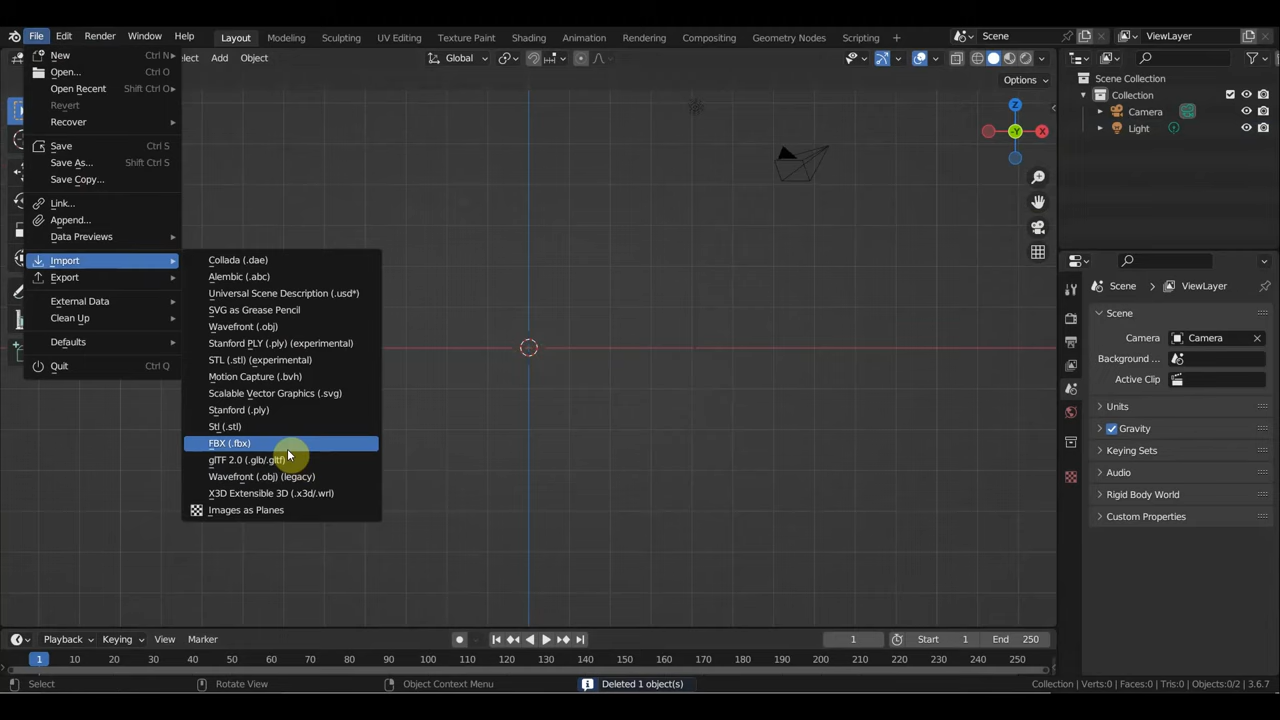 File Edit Render Window Help Layout Modeling Sculpting UV Editing Texture Paint Shading Animation Rendering Compositing Geometry Nodes Scripting + Scene ViewLayer
New Ctrl N
Open... Ctrl O
Open Recent Shift Ctrl O
Revert
Recover
Save Ctrl S
Save As... Shift Ctrl S
Save Copy...
Link...
Append...
Data Previews
Import
Export
External Data
Clean Up
Defaults
Quit Ctrl Q
Collada (.dae)
Alembic (.abc)
Universal Scene Description (.usd*)
SVG as Grease Pencil
Wavefront (.obj)
Stanford PLY (.ply) (experimental)
STL (.stl) (experimental)
Motion Capture (.bvh)
Scalable Vector Graphics (.svg)
Stanford (.ply)
Stl (.stl)
FBX (.fbx)
glTF 2.0 (.glb/.gltf)
Wavefront (.obj) (legacy)
X3D Extensible 3D (.x3d/.wrl)
Images as Planes
Add Object Global
Options
Z
-Y
X
Scene Collection
Collection
Camera
Light
Scene ViewLayer
Scene
Camera Camera
Background ...
Active Clip
Units
Gravity
Keying Sets
Audio
Rigid Body World
Custom Properties
Playback Keying View Marker 1 Start 1 End 250
1 10 20 30 40 50 60 70 80 90 100 110 120 130 140 150 160 170 180 190 200 210 220 230 240 250
Select Rotate View Object Context Menu Deleted 1 object(s) Collection | Verts:0 | Faces:0 | Tris:0 | Objects:0/2 | 3.6.7